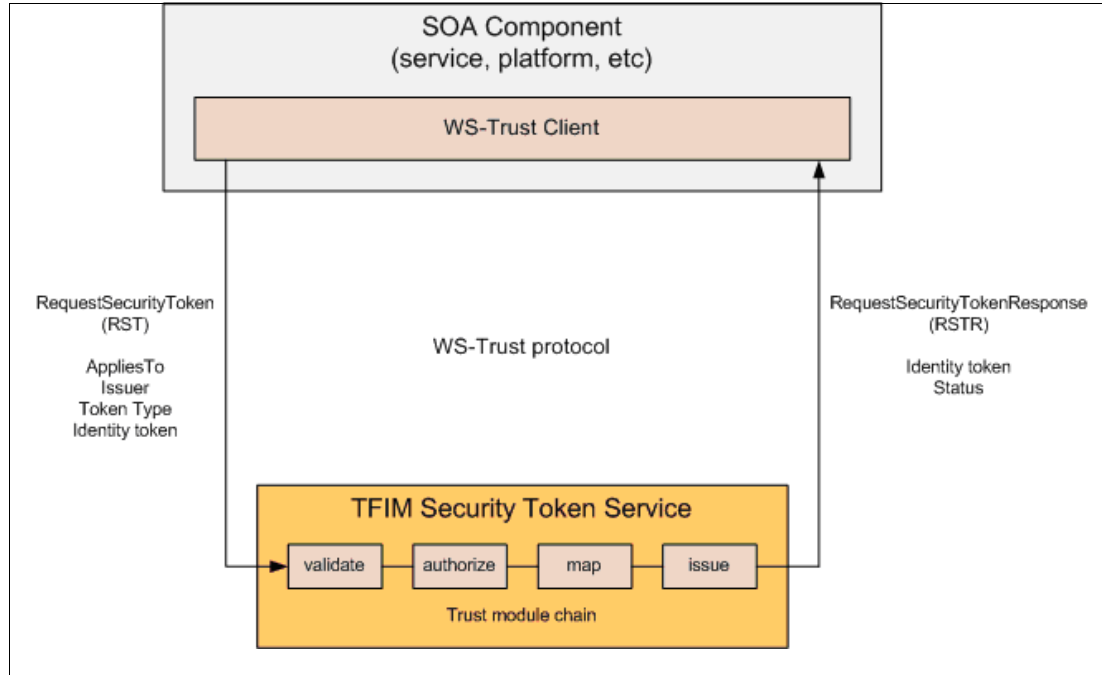 SOA Component
(service, platform, etc)
WS-Trust Client
RequestSecurityToken
(RST)
AppliesTo
Issuer
Token Type
Identity token
WS-Trust protocol
RequestSecurityTokenResponse
(RSTR)
Identity token
Status
TFIM Security Token Service
validate
authorize
map
issue
Trust module chain